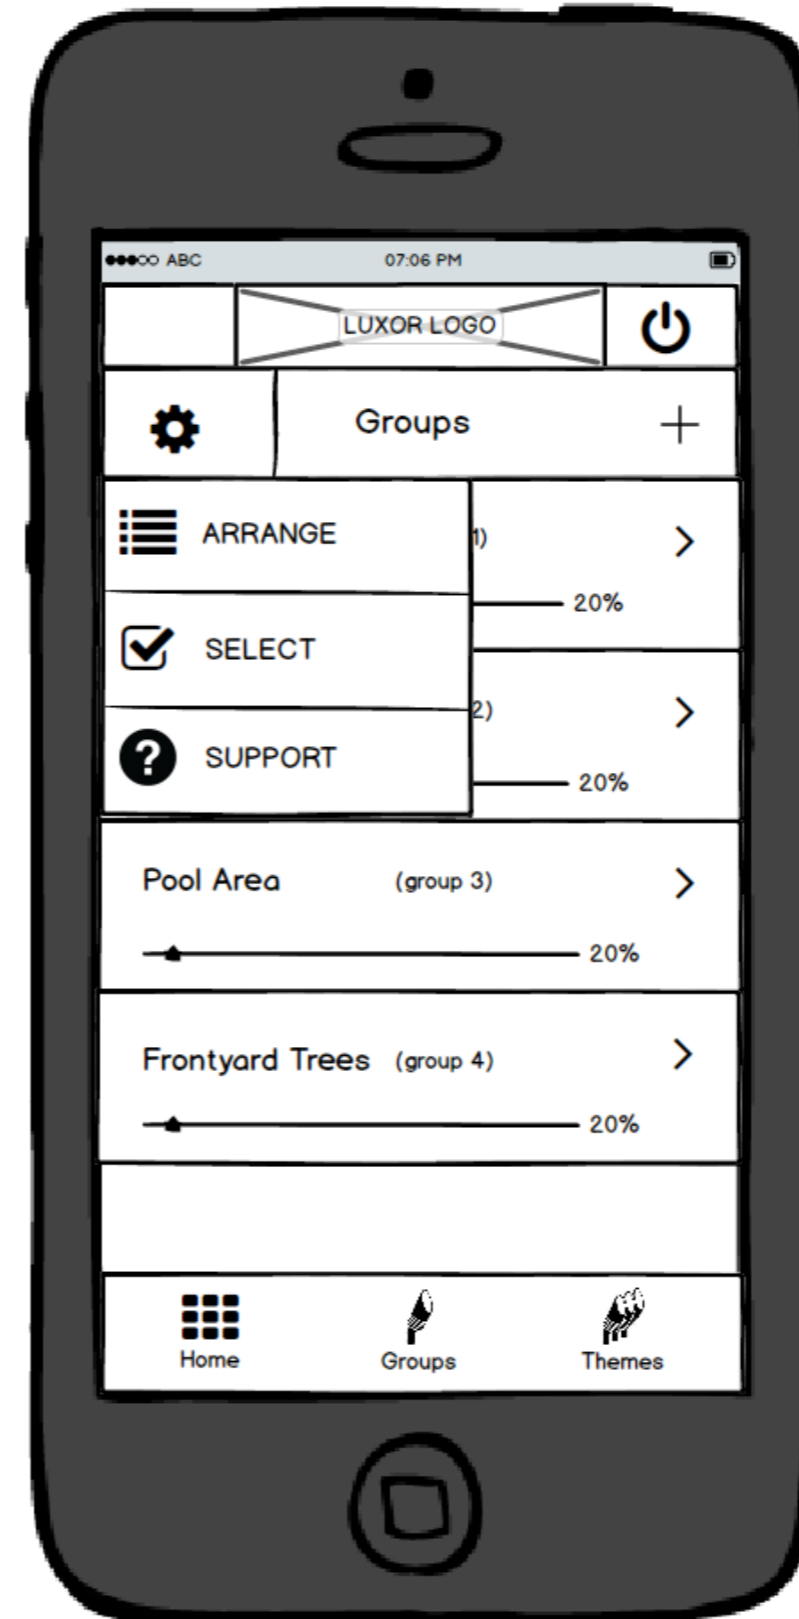 ABC 07:06 PM
LUXOR LOGO
Groups
ARRANGE
1)
20%
SELECT
2)
SUPPORT
20%
Pool Area (group 3)
20%
Frontyard Trees (group 4)
20%
Home Groups Themes